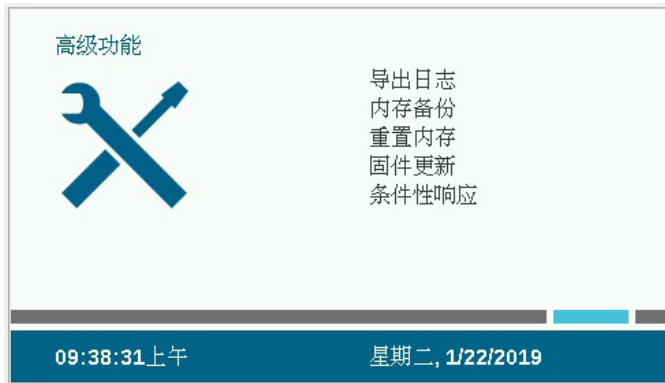 高级功能
导出日志
内存备份
重置内存
固件更新
条件性响应
09:38:31上午
星期二, 1/22/2019